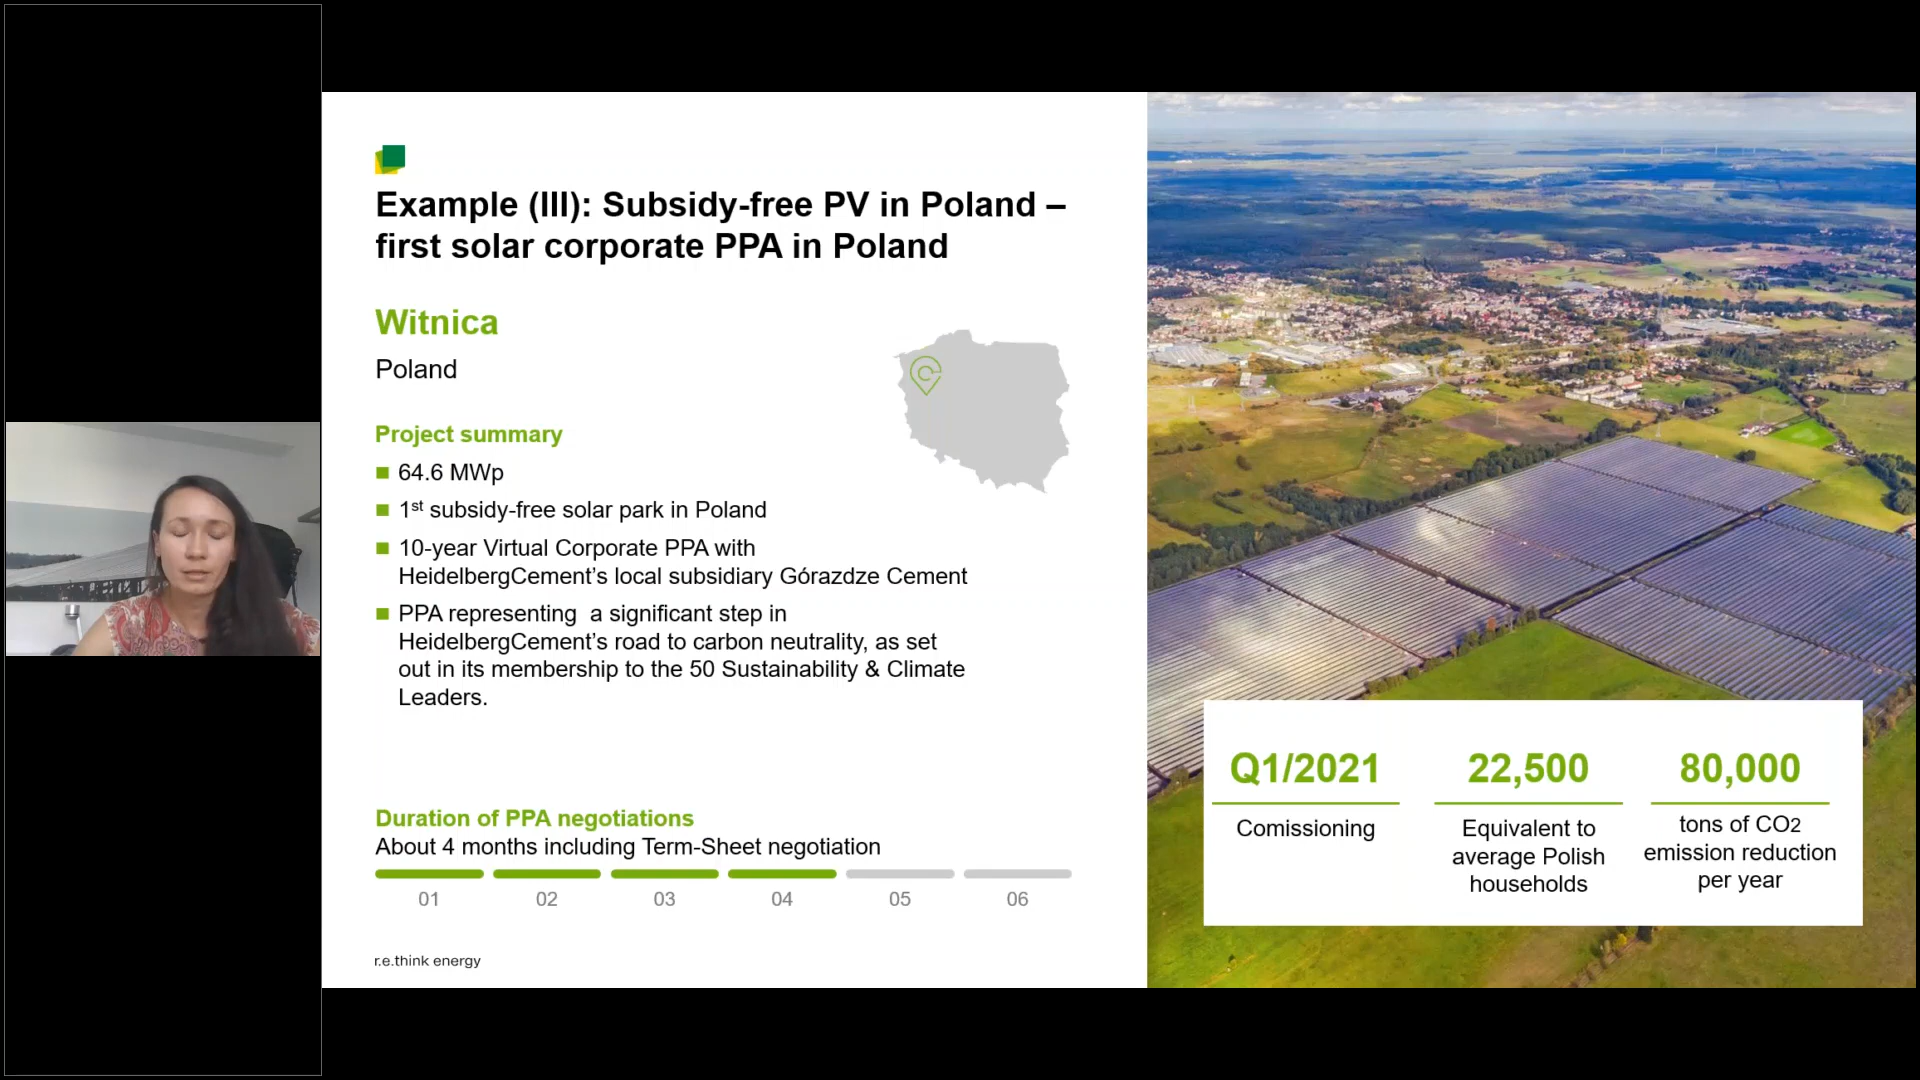 Example (III): Subsidy-free PV in Poland –
first solar corporate PPA in Poland
Witnica
Poland
Project summary
64.6 MWp
1st subsidy-free solar park in Poland
10-year Virtual Corporate PPA with
HeidelbergCement’s local subsidiary Górazdze Cement
PPA representing  a significant step in
HeidelbergCement’s road to carbon neutrality, as set
out in its membership to the 50 Sustainability & Climate
Leaders.
Duration of PPA negotiations
About 4 months including Term-Sheet negotiation
01 02 03 04 05 06
r.e.think energy
Q1/2021
Comissioning
22,500
Equivalent to
average Polish
households
80,000
tons of CO2
emission reduction
per year